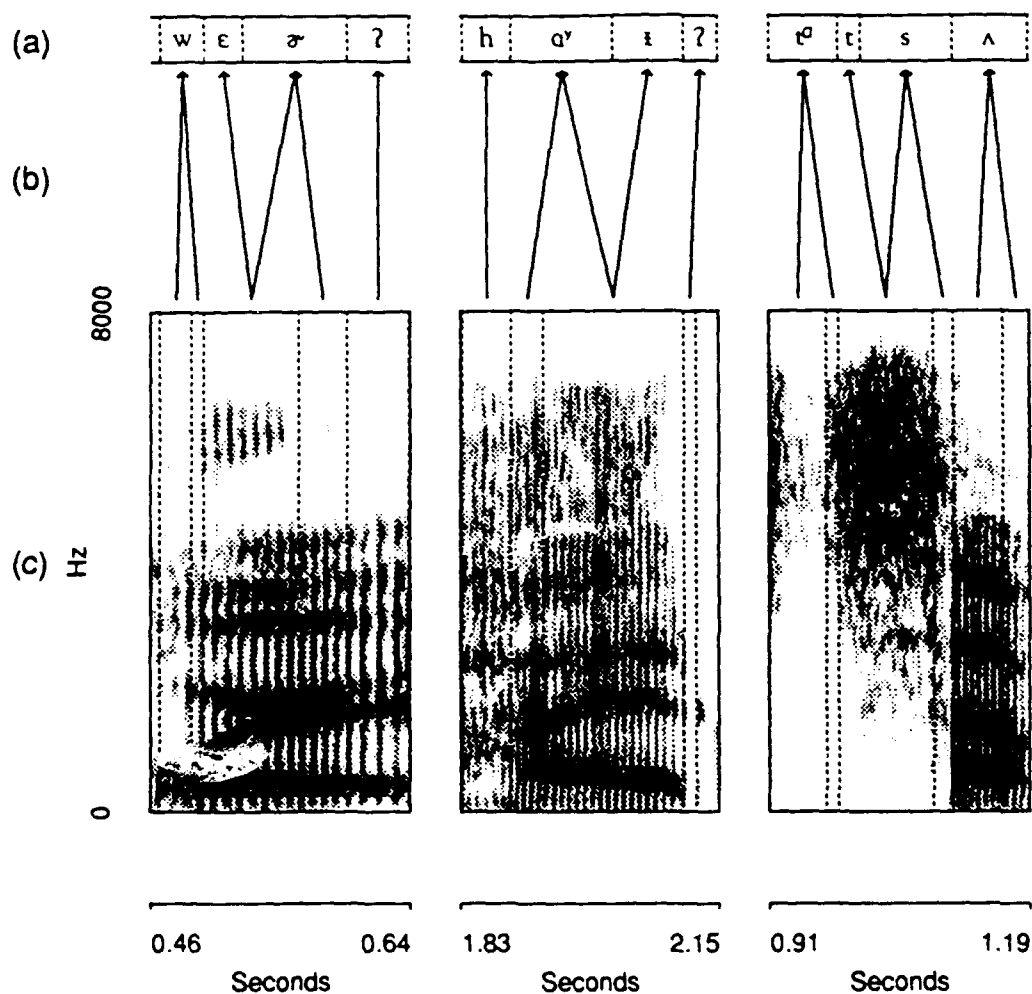 (a) w ɛ ɚ ʔ h ɑʸ ɨ ʔ tᵊ t s ʌ
(b)
8000
(c) Hz
0
0.46 0.64 1.83 2.15 0.91 1.19
Seconds Seconds Seconds